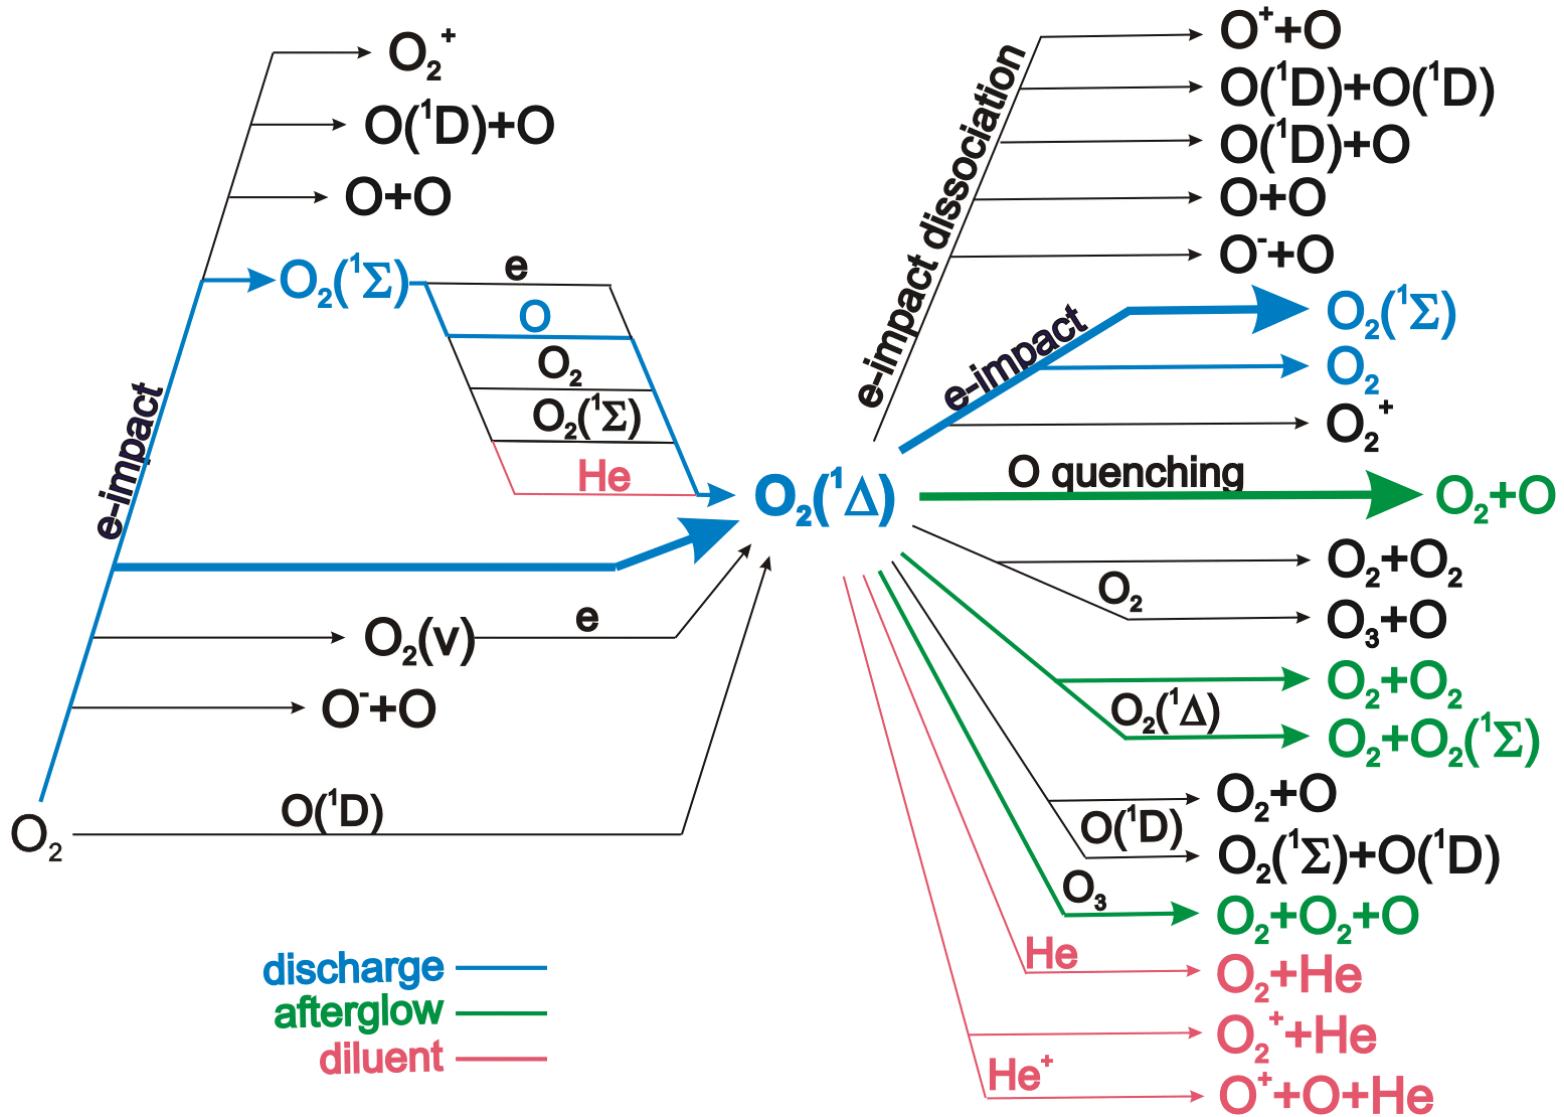 O₂⁺
O(¹D)+O
O+O
O₂(¹Σ)
e
O
O₂
O₂(¹Σ)
He
e-impact
O₂(v)
e
O⁻+O
O(¹D)
O₂
O₂(¹Δ)
e-impact dissociation
O⁺+O
O(¹D)+O(¹D)
O(¹D)+O
O+O
O⁻+O
e-impact
O₂(¹Σ)
O₂
O₂⁺
O quenching
O₂+O
O₂+O₂
O₂
O₃+O
O₂+O₂
O₂(¹Δ)
O₂+O₂(¹Σ)
O₂+O
O(¹D)
O₂(¹Σ)+O(¹D)
O₃
O₂+O₂+O
He
O₂+He
O₂⁺+He
He⁺
O⁺+O+He
discharge
afterglow
diluent